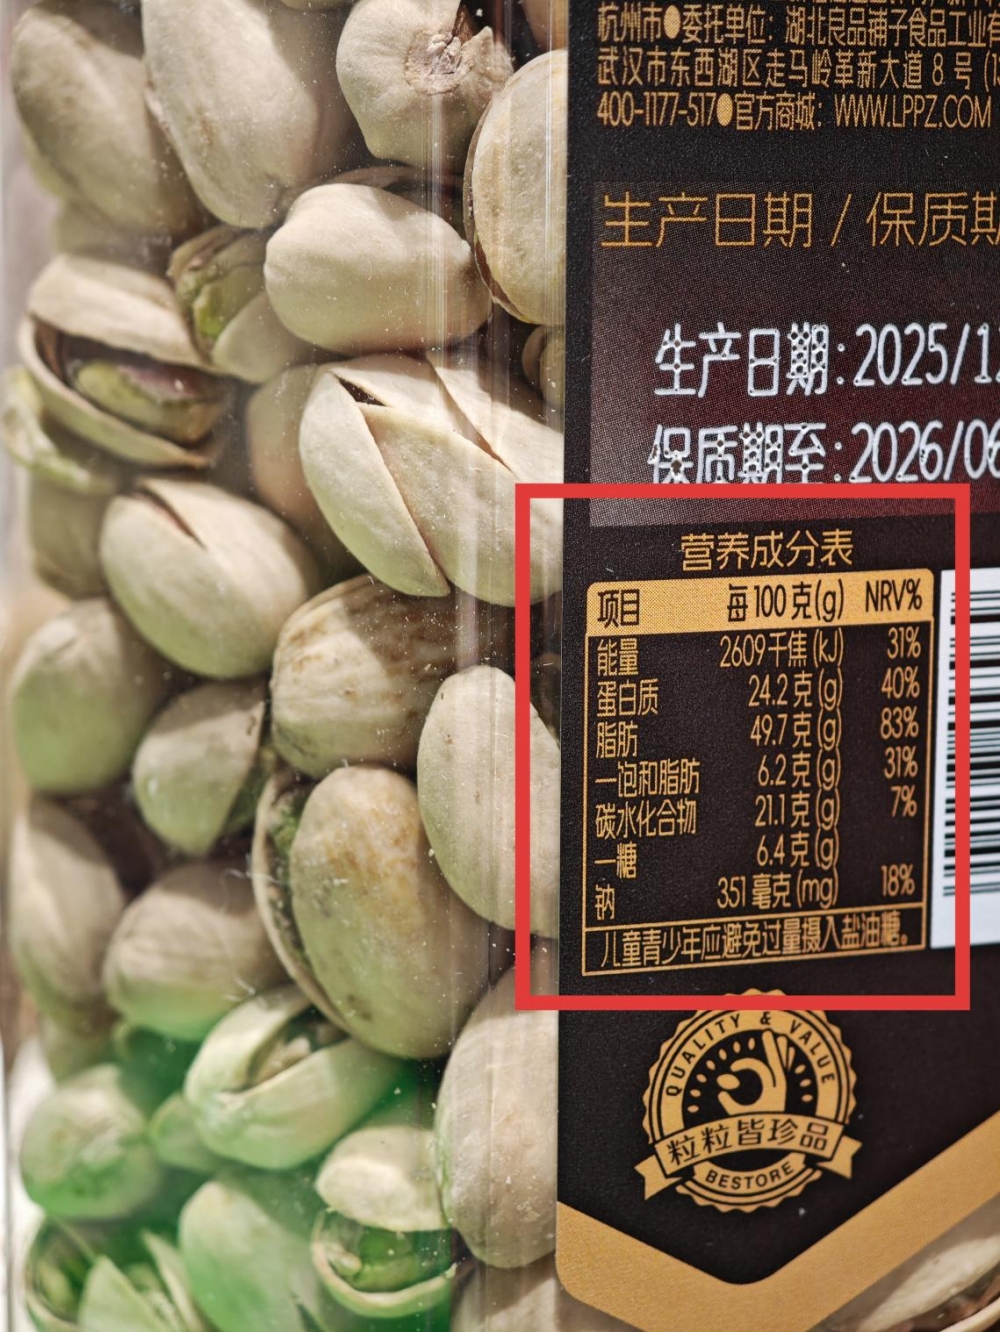 杭州市●委托单位：湖北良品铺子食品工业有
武汉市东西湖区走马岭革新大道8号(1
400-1177-517●官方商城：WWW.LPPZ.COM
生产日期 / 保质期
生产日期：2025/1
保质期至：2026/06
营养成分表
项目 每100克(g) NRV%
能量 2609千焦(kJ) 31%
蛋白质 24.2克(g) 40%
脂肪 49.7克(g) 83%
—饱和脂肪 6.2克(g) 31%
碳水化合物 21.1克(g) 7%
—糖 6.4克(g)
钠 351毫克(mg) 18%
儿童青少年应避免过量摄入盐油糖。
QUALITY & VALUE
粒粒皆珍品
BESTORE